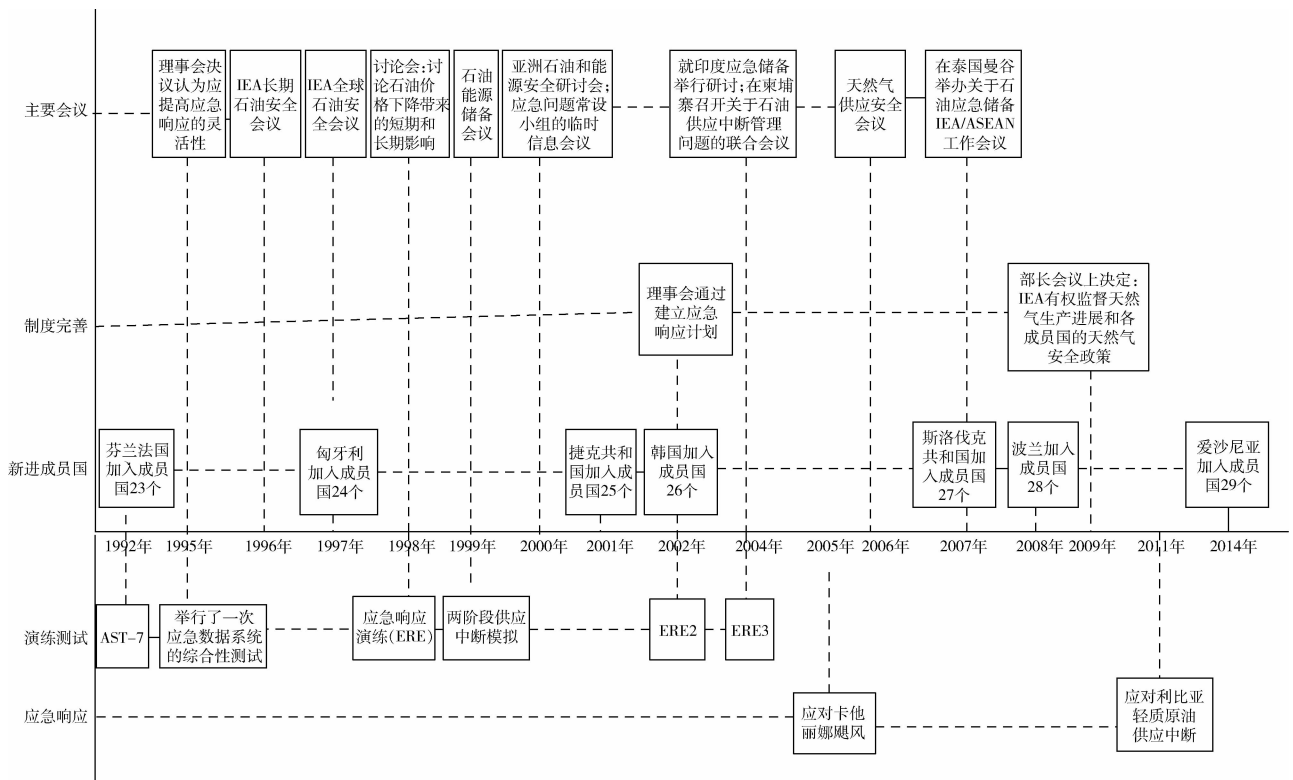 主要会议
理事会决
议认为应
提高应急
响应的灵
活性
IEA长期
石油安全
会议
IEA全球
石油安
全会议
讨论会:讨
论石油价
格下降带来
的短期和
长期影响
石油
能源
储备
会议
亚洲石油和能
源安全研讨会;
应急问题常设
小组的临时
信息会议
就印度应急储备
举行研讨;在柬埔
寨召开关于石油
供应中断管理
问题的联合会议
天然气
供应安全
会议
在泰国曼谷
举办关于石
油应急储备
IEA/ASEAN
工作会议
制度完善
理事会通过
建立应急
响应计划
部长会议上决定:
IEA有权监督天然
气生产进展和各
成员国的天然气
安全政策
新进成员国
芬兰法国
加入成员
国23个
匈牙利
加入成员
国24个
捷克共和
国加入成
员国25个
韩国加入
成员国
26个
斯洛伐克
共和国加
入成员国
27个
波兰加入
成员国
28个
爱沙尼亚
加入成员
国29个
1992年
1995年
1996年
1997年
1998年
1999年
2000年
2001年
2002年
2004年
2005年
2006年
2007年
2008年
2009年
2011年
2014年
演练测试
AST-7
举行了一次
应急数据系统
的综合性测试
应急响应
演练(ERE)
两阶段供应
中断模拟
ERE2
ERE3
应急响应
应对卡他
丽娜飓风
应对利比亚
轻质原油
供应中断